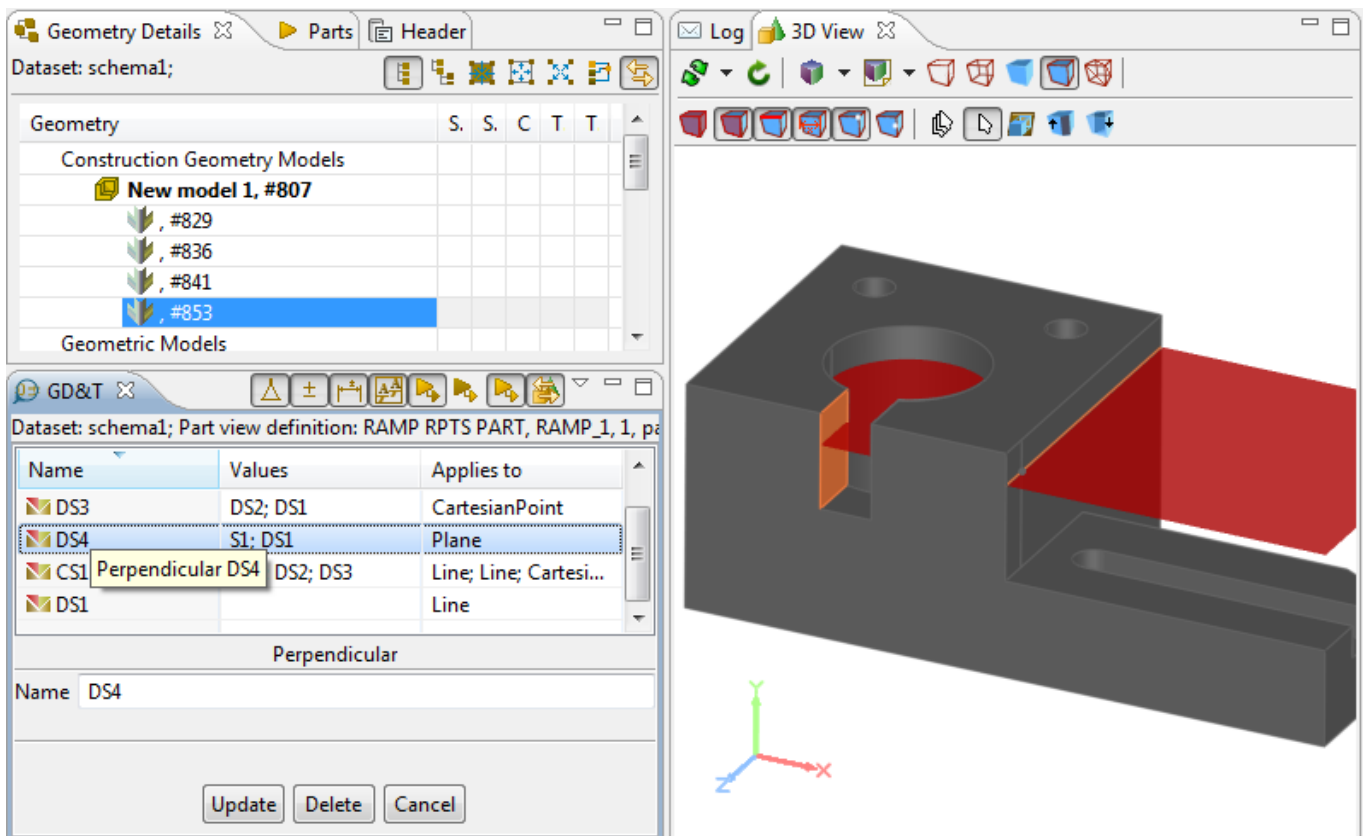 Geometry Details
Parts
Header
Dataset: schema1;
Geometry S. S. C T T
Construction Geometry Models
New model 1, #807
, #829
, #836
, #841
, #853
Geometric Models
GD&T
Dataset: schema1; Part view definition: RAMP RPTS PART, RAMP_1, 1, pa
Name Values Applies to
DS3 DS2; DS1 CartesianPoint
DS4 S1; DS1 Plane
Perpendicular DS4
CS1 DS2; DS3 Line; Line; Cartesi...
DS1 Line
Perpendicular
Name DS4
Update Delete Cancel
Log
3D View
Y
X
Z